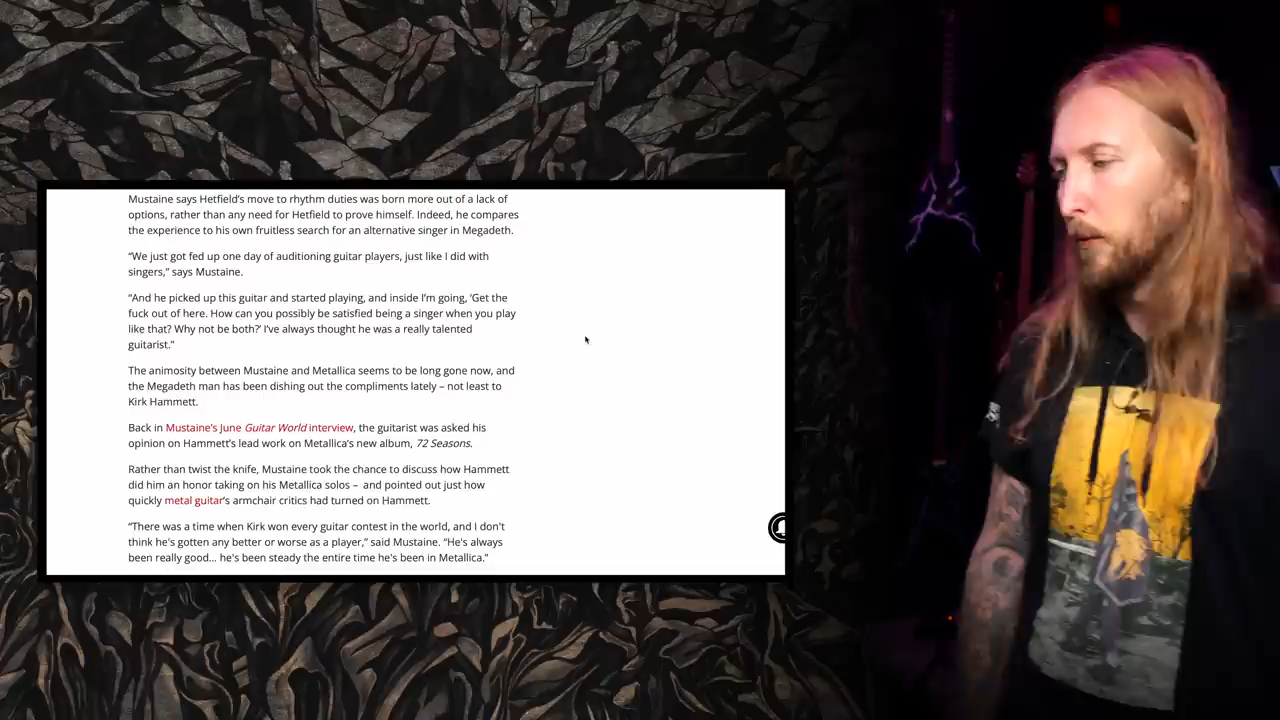 Mustaine says Hetfield's move to rhythm duties was born more out of a lack of
options, rather than any need for Hetfield to prove himself. Indeed, he compares
the experience to his own fruitless search for an alternative singer in Megadeth.
“We just got fed up one day of auditioning guitar players, just like I did with
singers,” says Mustaine.
“And he picked up this guitar and started playing, and inside I’m going, ‘Get the
fuck out of here. How can you possibly be satisfied being a singer when you play
like that? Why not be both?’ I’ve always thought he was a really talented
guitarist.”
The animosity between Mustaine and Metallica seems to be long gone now, and
the Megadeth man has been dishing out the compliments lately – not least to
Kirk Hammett.
Back in Mustaine’s June Guitar World interview, the guitarist was asked his
opinion on Hammett’s lead work on Metallica’s new album, 72 Seasons.
Rather than twist the knife, Mustaine took the chance to discuss how Hammett
did him an honor taking on his Metallica solos – and pointed out just how
quickly metal guitar’s armchair critics had turned on Hammett.
“There was a time when Kirk won every guitar contest in the world, and I don't
think he's gotten any better or worse as a player,” said Mustaine. “He's always
been really good... he's been steady the entire time he's been in Metallica.”